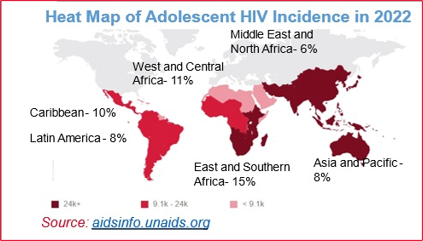 Heat Map of Adolescent HIV Incidence in 2022
Middle East and
North Africa- 6%
West and Central
Africa- 11%
Caribbean - 10%
Latin America - 8%
East and Southern
Africa- 15%
Asia and Pacific -
8%
24k+
9.1k - 24k
< 9.1k
Source: aidsinfo.unaids.org